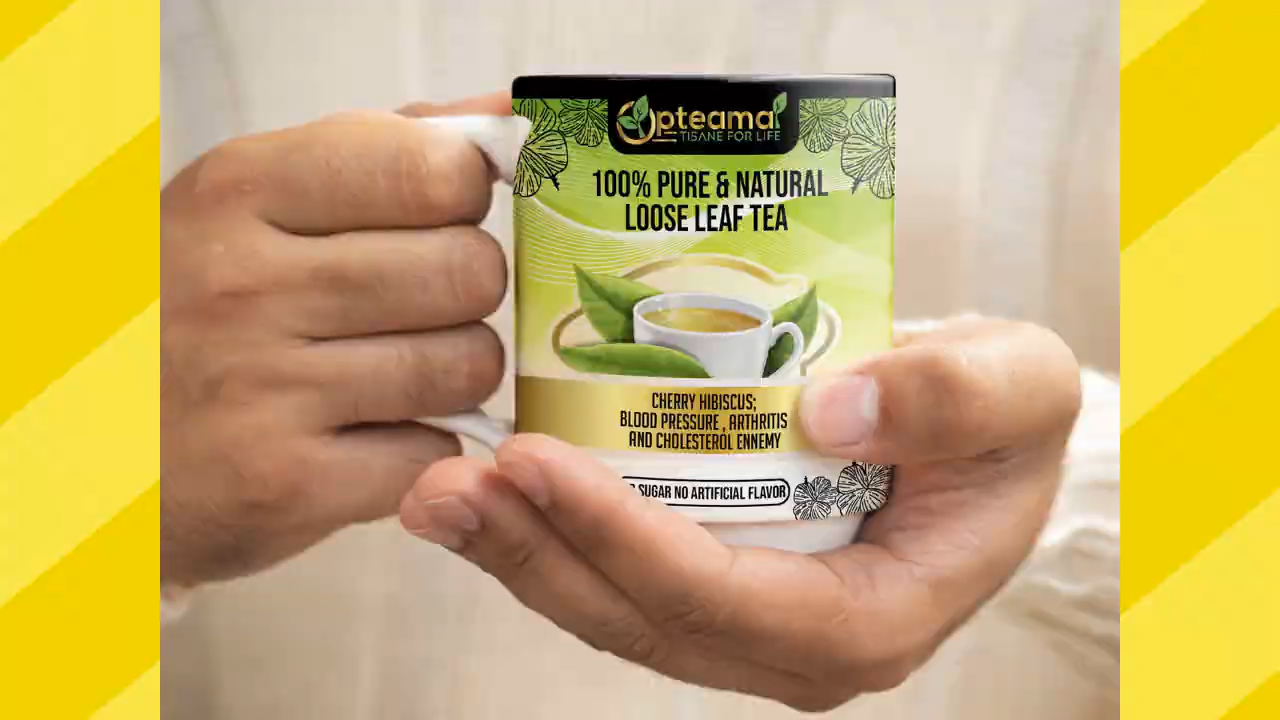 Opteama
TISANE FOR LIFE
100% PURE & NATURAL
LOOSE LEAF TEA
CHERRY HIBISCUS;
BLOOD PRESSURE , ARTHRITIS
AND CHOLESTEROL ENNEMY
SUGAR NO ARTIFICIAL FLAVOR